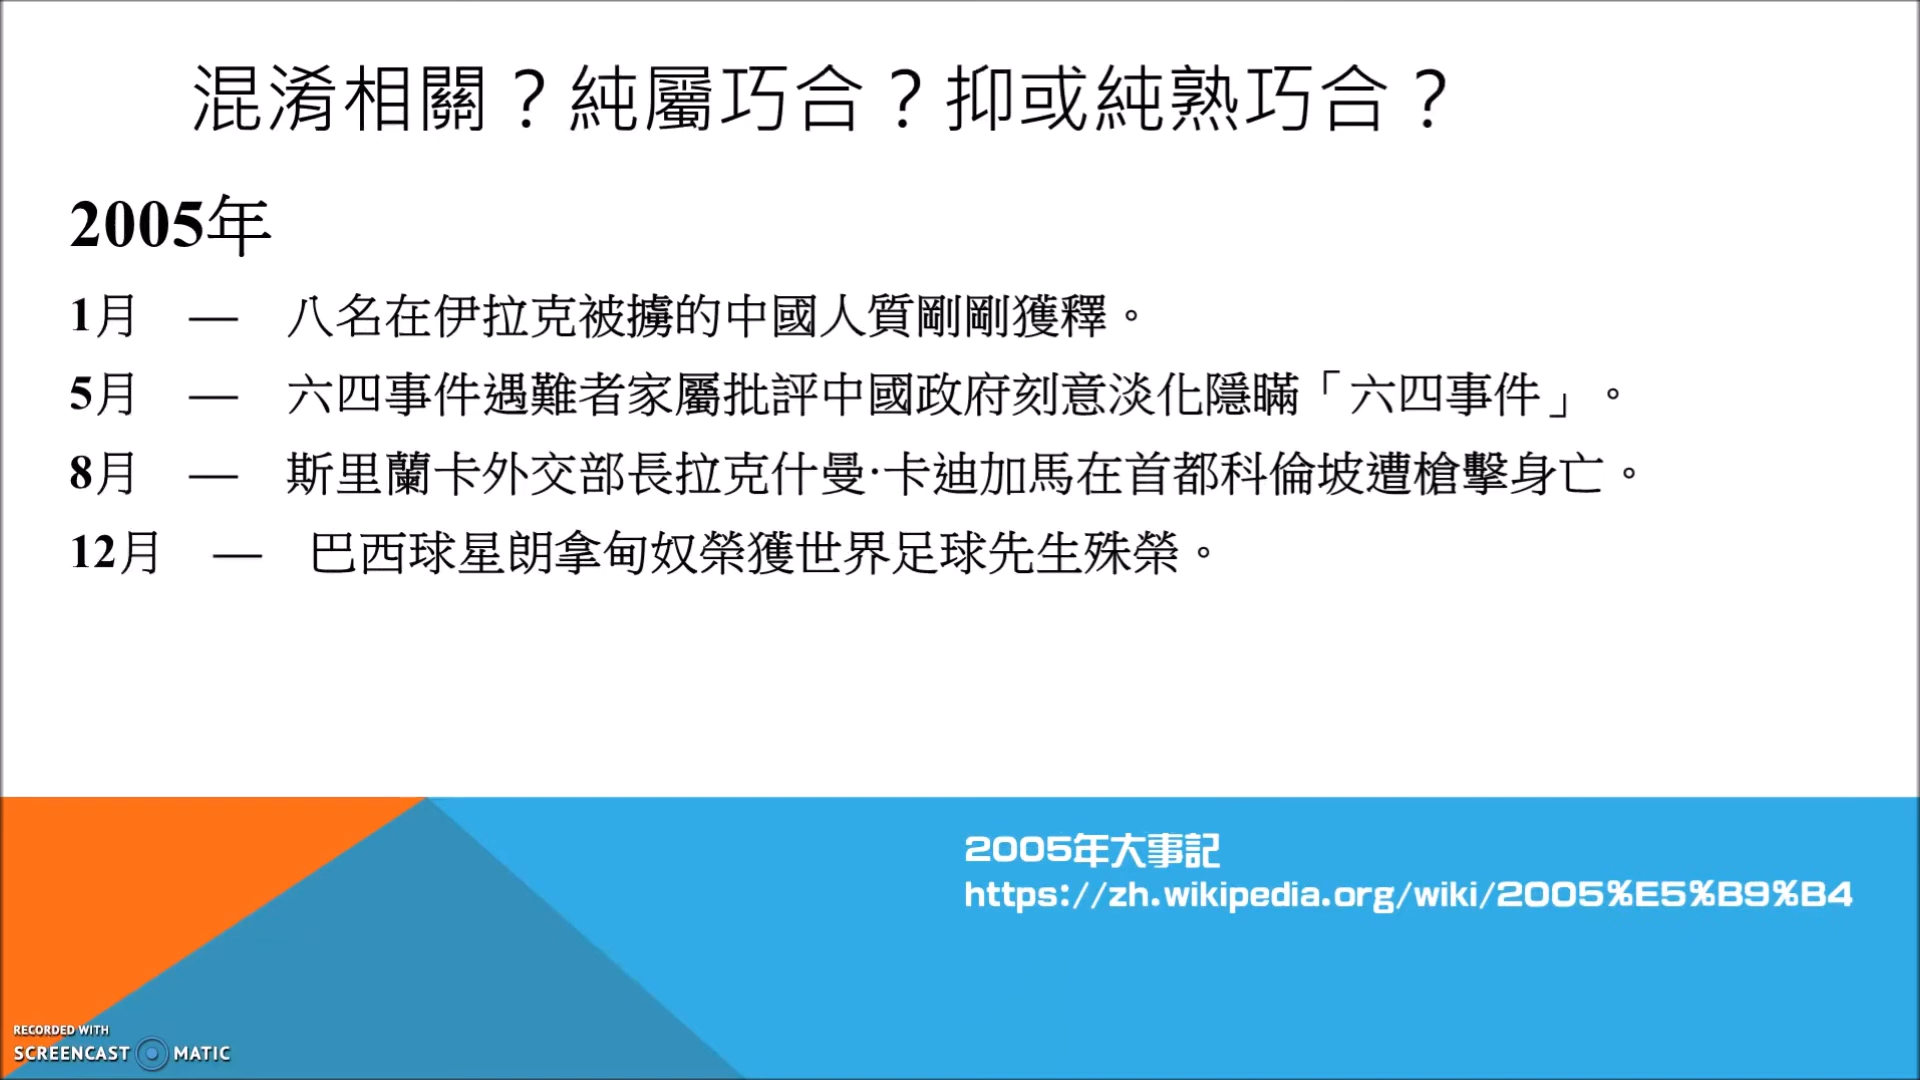 混淆相關？純屬巧合？抑或純熟巧合？
2005年
1月 — 八名在伊拉克被擄的中國人質剛剛獲釋。
5月 — 六四事件遇難者家屬批評中國政府刻意淡化隱瞞「六四事件」。
8月 — 斯里蘭卡外交部長拉克什曼·卡迪加馬在首都科倫坡遭槍擊身亡。
12月 — 巴西球星朗拿甸奴榮獲世界足球先生殊榮。
2005年大事記
https://zh.wikipedia.org/wiki/2005%E5%B9%B4
RECORDED WITH
SCREENCAST MATIC